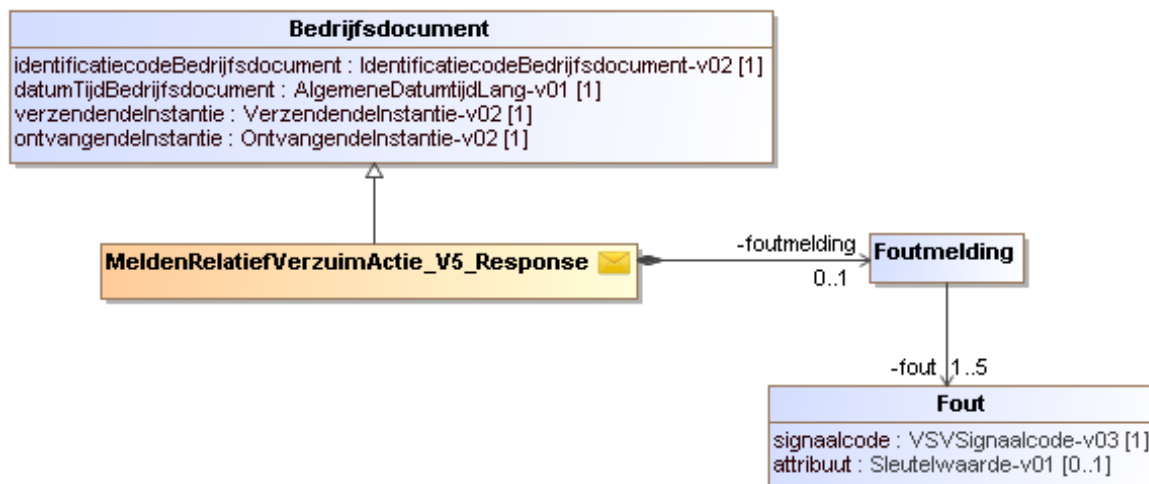 Bedrijfsdocument
identificatiecodeBedrijfsdocument : IdentificatiecodeBedrijfsdocument-v02 [1]
datumTijdBedrijfsdocument : AlgemeneDatumtijdLang-v01 [1]
verzendendeInstantie : VerzendendeInstantie-v02 [1]
ontvangendeInstantie : OntvangendeInstantie-v02 [1]
MeldenRelatiefVerzuimActie_V5_Response
-foutmelding
0..1
Foutmelding
-fout 1..5
Fout
signaalcode : VSVSignaalcode-v03 [1]
attribuut : Sleutelwaarde-v01 [0..1]